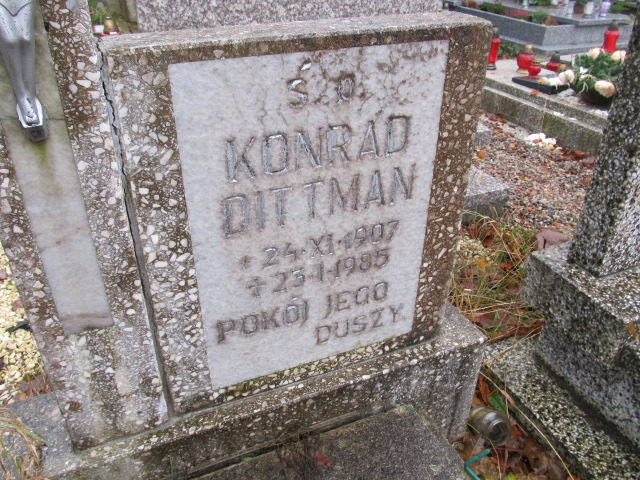 Ś. P.
KONRAD
DITTMAN
* 24·XI·1907
† 23·I·1985
POKÓJ JEGO
DUSZY.